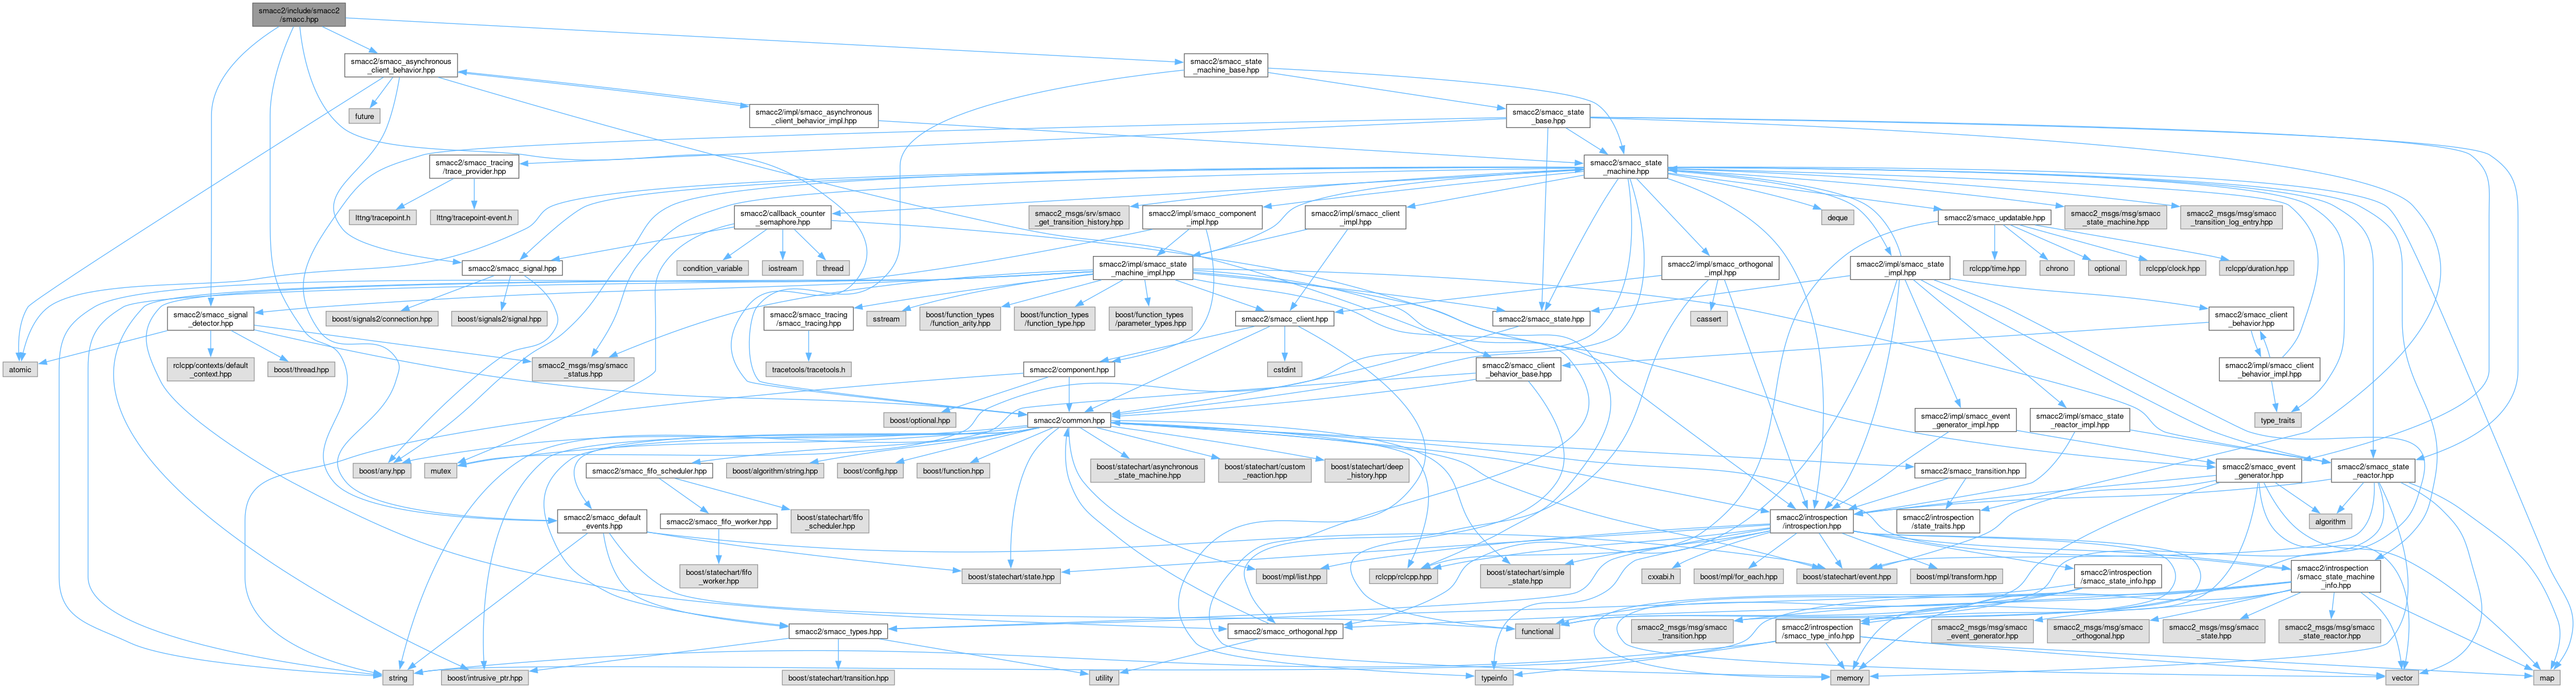 smacc2/include/smacc2
/smacc.hpp
smacc2/smacc_asynchronous
_client_behavior.hpp
smacc2/smacc_state
_machine_base.hpp
future
smacc2/impl/smacc_asynchronous
_client_behavior_impl.hpp
smacc2/smacc_state
_base.hpp
smacc2/smacc_tracing
/trace_provider.hpp
smacc2/smacc_state
_machine.hpp
lttng/tracepoint.h
lttng/tracepoint-event.h
smacc2/callback_counter
_semaphore.hpp
smacc2_msgs/srv/smacc
_get_transition_history.hpp
smacc2/impl/smacc_component
_impl.hpp
smacc2/impl/smacc_client
_impl.hpp
deque
smacc2/smacc_updatable.hpp
smacc2_msgs/msg/smacc
_state_machine.hpp
smacc2_msgs/msg/smacc
_transition_log_entry.hpp
smacc2/smacc_signal.hpp
condition_variable
iostream
thread
smacc2/impl/smacc_state
_machine_impl.hpp
smacc2/impl/smacc_orthogonal
_impl.hpp
smacc2/impl/smacc_state
_impl.hpp
rclcpp/time.hpp
chrono
optional
rclcpp/clock.hpp
rclcpp/duration.hpp
smacc2/smacc_signal
_detector.hpp
boost/signals2/connection.hpp
boost/signals2/signal.hpp
smacc2/smacc_tracing
/smacc_tracing.hpp
sstream
boost/function_types
/function_arity.hpp
boost/function_types
/function_type.hpp
boost/function_types
/parameter_types.hpp
smacc2/smacc_client.hpp
smacc2/smacc_state.hpp
cassert
smacc2/smacc_client
_behavior.hpp
atomic
rclcpp/contexts/default
_context.hpp
boost/thread.hpp
smacc2_msgs/msg/smacc
_status.hpp
tracetools/tracetools.h
smacc2/component.hpp
cstdint
smacc2/smacc_client
_behavior_base.hpp
smacc2/impl/smacc_client
_behavior_impl.hpp
boost/optional.hpp
smacc2/common.hpp
smacc2/impl/smacc_event
_generator_impl.hpp
smacc2/impl/smacc_state
_reactor_impl.hpp
type_traits
boost/any.hpp
mutex
smacc2/smacc_fifo_scheduler.hpp
boost/algorithm/string.hpp
boost/config.hpp
boost/function.hpp
boost/statechart/asynchronous
_state_machine.hpp
boost/statechart/custom
_reaction.hpp
boost/statechart/deep
_history.hpp
smacc2/smacc_transition.hpp
smacc2/smacc_event
_generator.hpp
smacc2/smacc_state
_reactor.hpp
smacc2/smacc_default
_events.hpp
smacc2/smacc_fifo_worker.hpp
boost/statechart/fifo
_scheduler.hpp
smacc2/introspection
/introspection.hpp
smacc2/introspection
/state_traits.hpp
algorithm
boost/statechart/fifo
_worker.hpp
boost/statechart/state.hpp
boost/mpl/list.hpp
rclcpp/rclcpp.hpp
boost/statechart/simple
_state.hpp
cxxabi.h
boost/mpl/for_each.hpp
boost/statechart/event.hpp
boost/mpl/transform.hpp
smacc2/introspection
/smacc_state_info.hpp
smacc2/introspection
/smacc_state_machine
_info.hpp
smacc2/smacc_types.hpp
smacc2/smacc_orthogonal.hpp
functional
smacc2_msgs/msg/smacc
_transition.hpp
smacc2/introspection
/smacc_type_info.hpp
smacc2_msgs/msg/smacc
_event_generator.hpp
smacc2_msgs/msg/smacc
_orthogonal.hpp
smacc2_msgs/msg/smacc
_state.hpp
smacc2_msgs/msg/smacc
_state_reactor.hpp
string
boost/intrusive_ptr.hpp
boost/statechart/transition.hpp
utility
typeinfo
memory
vector
map